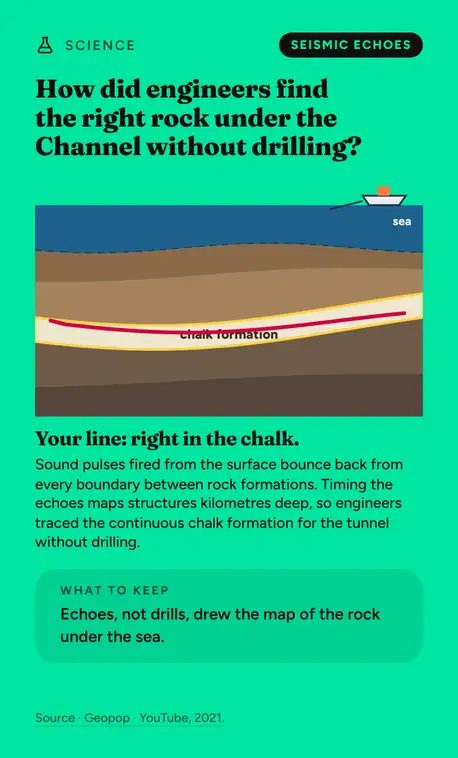 SCIENCE
SEISMIC ECHOES
How did engineers find
the right rock under the
Channel without drilling?
sea
chalk formation
Your line: right in the chalk.
Sound pulses fired from the surface bounce back from
every boundary between rock formations. Timing the
echoes maps structures kilometres deep, so engineers
traced the continuous chalk formation for the tunnel
without drilling.
WHAT TO KEEP
Echoes, not drills, drew the map of the rock
under the sea.
Source · Geopop · YouTube, 2021.